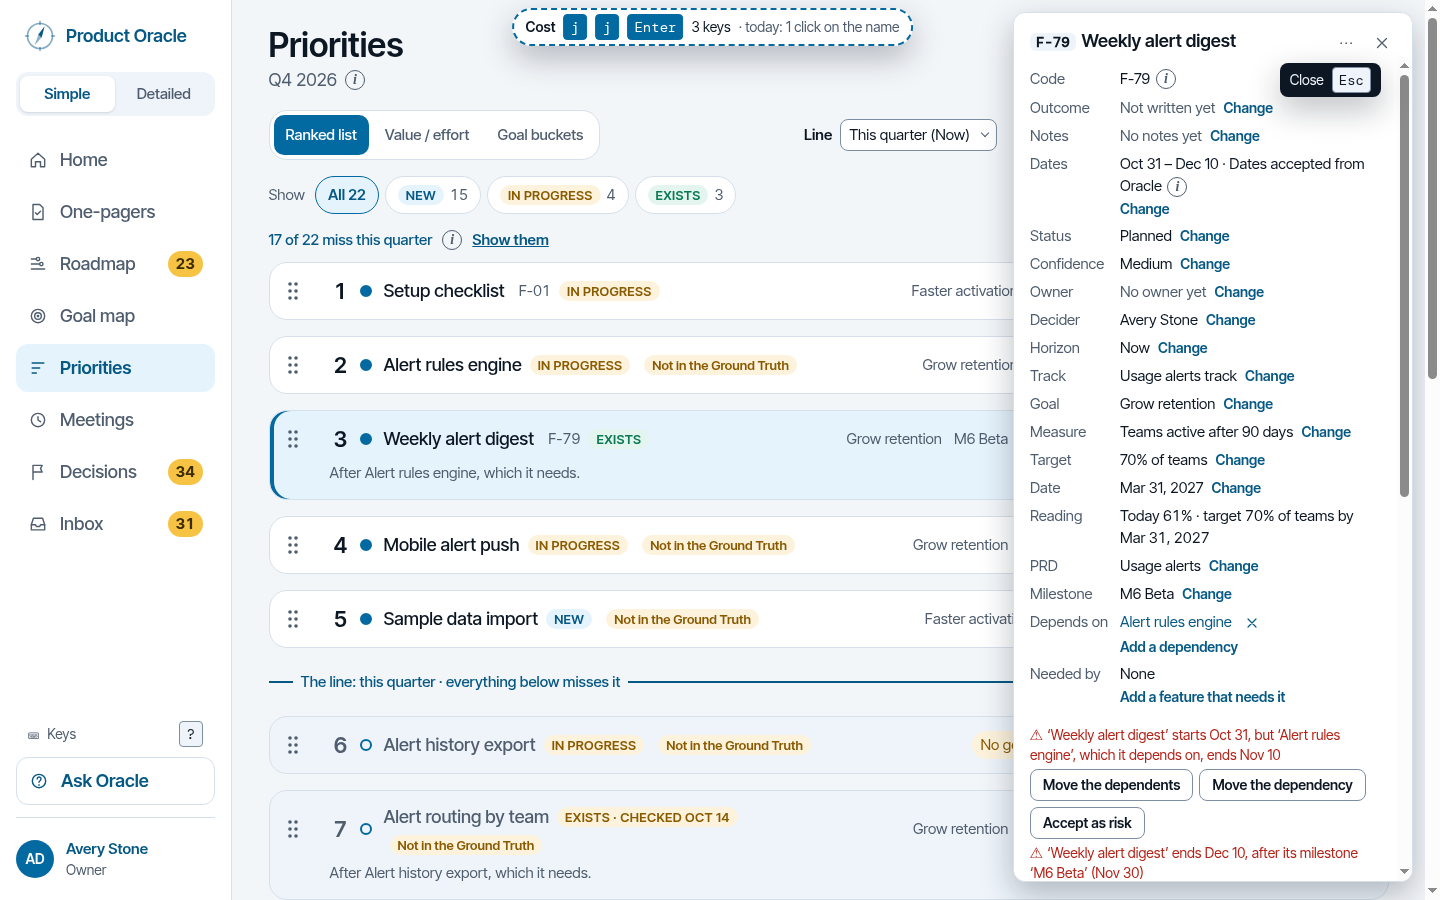 Product Oracle
Simple
Detailed
Home
One-pagers
Roadmap 23
Goal map
Priorities
Meetings
Decisions 34
Inbox 31
Keys ?
Ask Oracle
AD
Avery Stone
Owner
Cost j j Enter 3 keys · today: 1 click on the name
Priorities
Q4 2026 i
Ranked list Value / effort Goal buckets
Line This quarter (Now)
Show All 22 NEW 15 IN PROGRESS 4 EXISTS 3
17 of 22 miss this quarter i Show them
1 Setup checklist F-01 IN PROGRESS Faster activation
2 Alert rules engine IN PROGRESS Not in the Ground Truth Grow retention
3 Weekly alert digest F-79 EXISTS Grow retention M6 Beta
After Alert rules engine, which it needs.
4 Mobile alert push IN PROGRESS Not in the Ground Truth Grow retention
5 Sample data import NEW Not in the Ground Truth Faster activati
The line: this quarter · everything below misses it
6 Alert history export IN PROGRESS Not in the Ground Truth No g
7 Alert routing by team EXISTS · CHECKED OCT 14 Grow retention
Not in the Ground Truth
After Alert history export, which it needs.
F-79 Weekly alert digest ...
Close Esc
Code F-79 i
Outcome Not written yet Change
Notes No notes yet Change
Dates Oct 31 – Dec 10 · Dates accepted from
Oracle i
Change
Status Planned Change
Confidence Medium Change
Owner No owner yet Change
Decider Avery Stone Change
Horizon Now Change
Track Usage alerts track Change
Goal Grow retention Change
Measure Teams active after 90 days Change
Target 70% of teams Change
Date Mar 31, 2027 Change
Reading Today 61% · target 70% of teams by
Mar 31, 2027
PRD Usage alerts Change
Milestone M6 Beta Change
Depends on Alert rules engine ×
Add a dependency
Needed by None
Add a feature that needs it
⚠ ‘Weekly alert digest’ starts Oct 31, but ‘Alert rules
engine’, which it depends on, ends Nov 10
Move the dependents Move the dependency
Accept as risk
⚠ ‘Weekly alert digest’ ends Dec 10, after its milestone
‘M6 Beta’ (Nov 30)